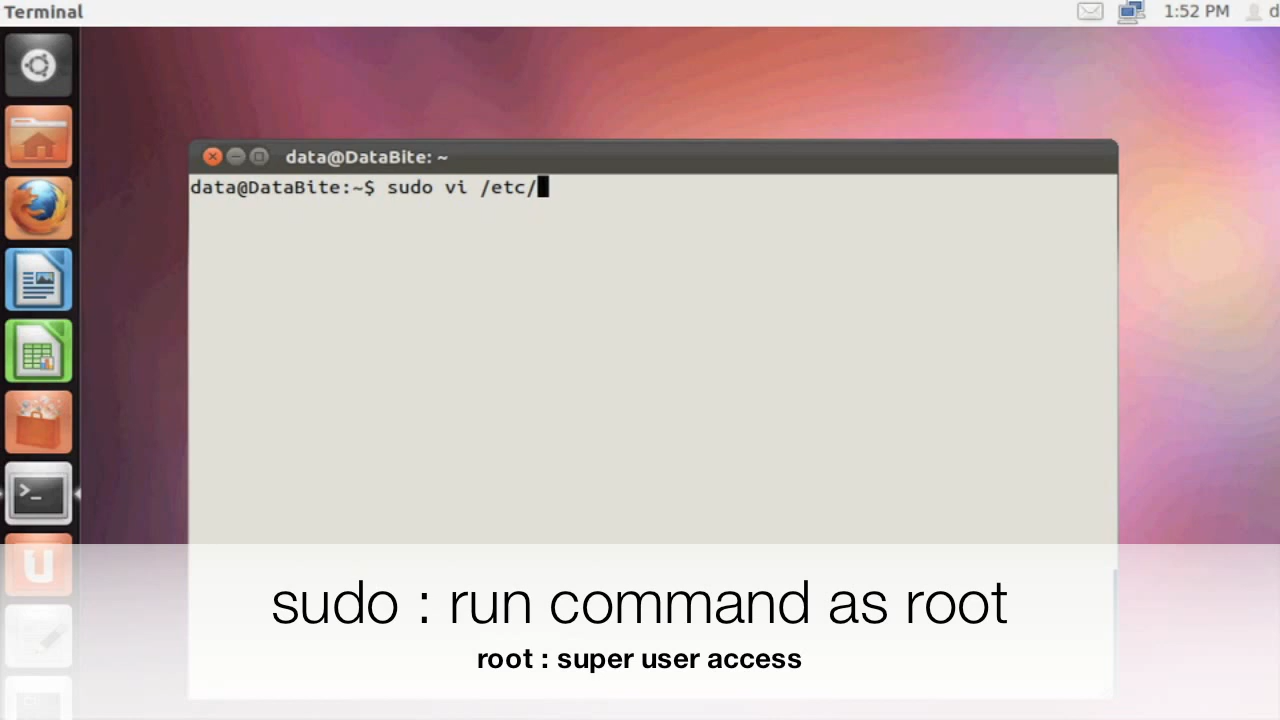 Terminal
1:52 PM
d
data@DataBite: ~
data@DataBite:~$ sudo vi /etc/
sudo : run command as root
root : super user access